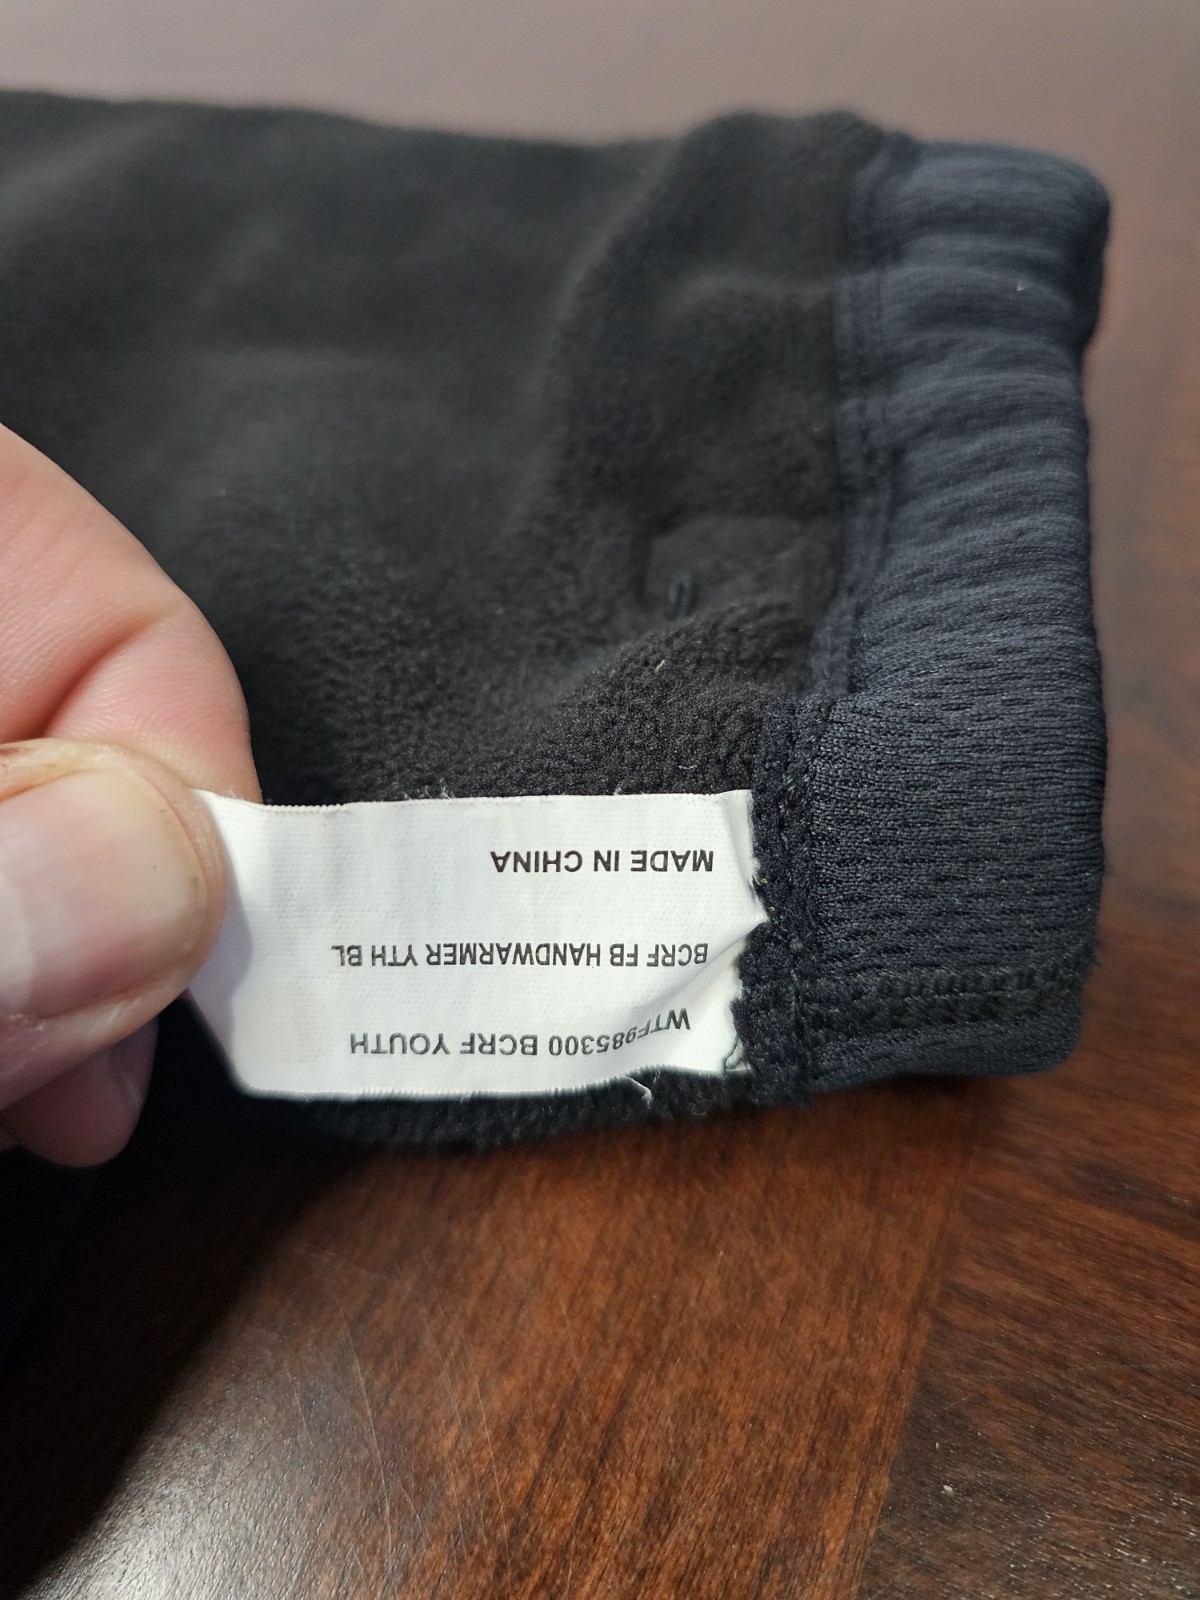 WTF985300 BCRF YOUTH
BCRF FB HANDWARMER YTH BL
MADE IN CHINA